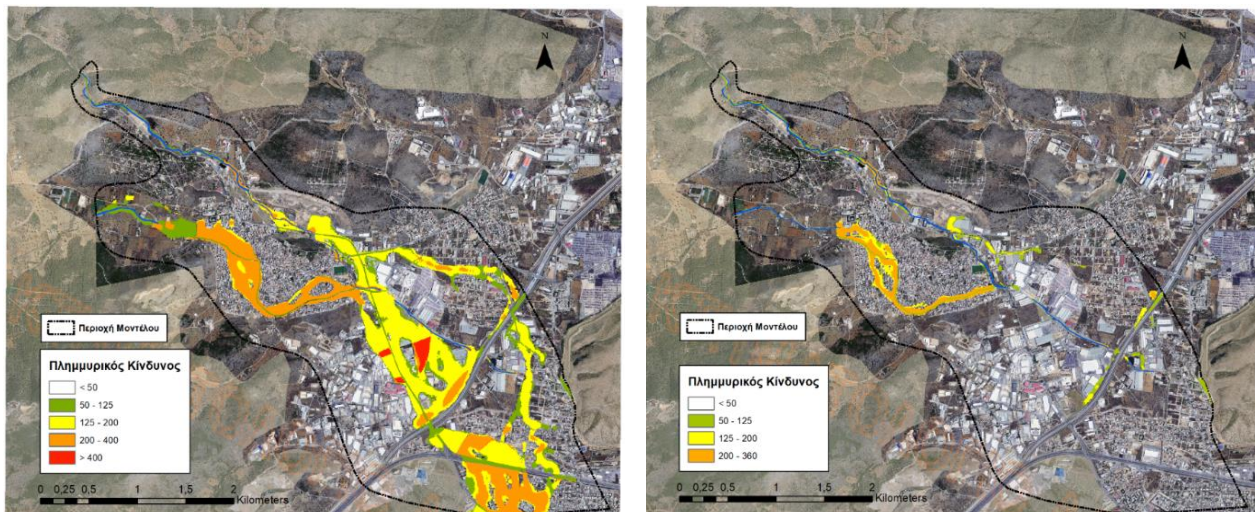 N
Περιοχή Μοντέλου
Πλημμυρικός Κίνδυνος
< 50
50 - 125
125 - 200
200 - 400
> 400
0 0,25 0,5 1 1,5 2
Kilometers
N
Περιοχή Μοντέλου
Πλημμυρικός Κίνδυνος
< 50
50 - 125
125 - 200
200 - 360
0 0,25 0,5 1 1,5 2
Kilometers